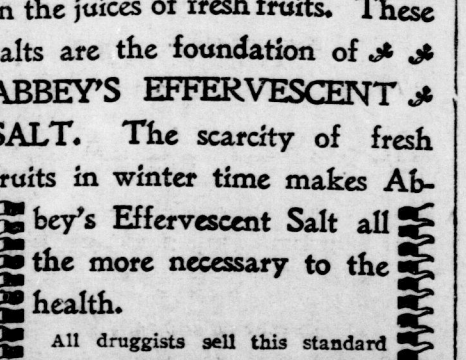 n the juices of fresh fruits. These
alts are the foundation of
ABBEY'S EFFERVESCENT
SALT. The scarcity of fresh
ruits in winter time makes Ab-
bey's Effervescent Salt all
the more necessary to the
health.
All druggists sell this standard